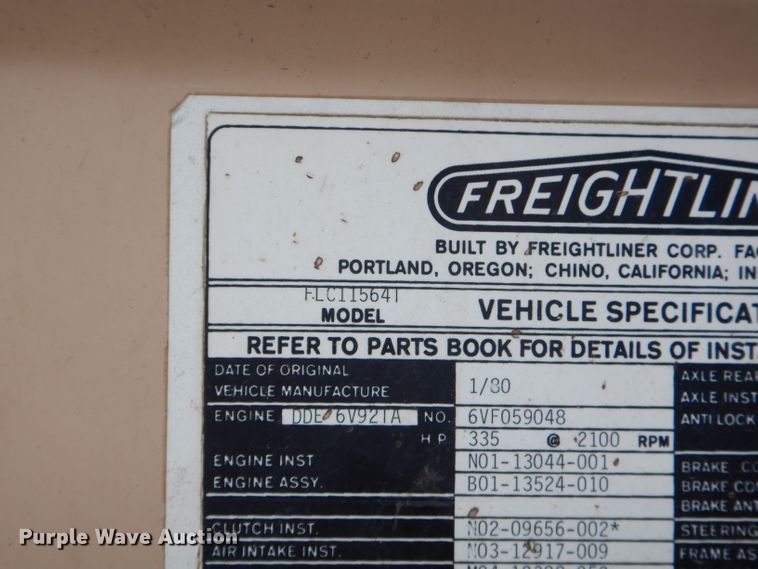 FREIGHTLIN
BUILT BY FREIGHTLINER CORP. FA
PORTLAND, OREGON; CHINO, CALIFORNIA; IN
FLC11564T
MODEL
VEHICLE SPECIFICAT
REFER TO PARTS BOOK FOR DETAILS OF INST
DATE OF ORIGINAL
VEHICLE MANUFACTURE 1/80
AXLE REAR
AXLE INST
ENGINE DDE 6V92TA NO. 6VF059048 ANTI LOCK
HP 335 @ 2100 RPM
ENGINE INST N01-13044-001 BRAKE CO
ENGINE ASSY. B01-13524-010 BRAKE CO
BRAKE ANT
CLUTCH INST. N02-09656-002* STEERING
AIR INTAKE INST. N03-12917-009 FRAME AS
Purple Wave Auction